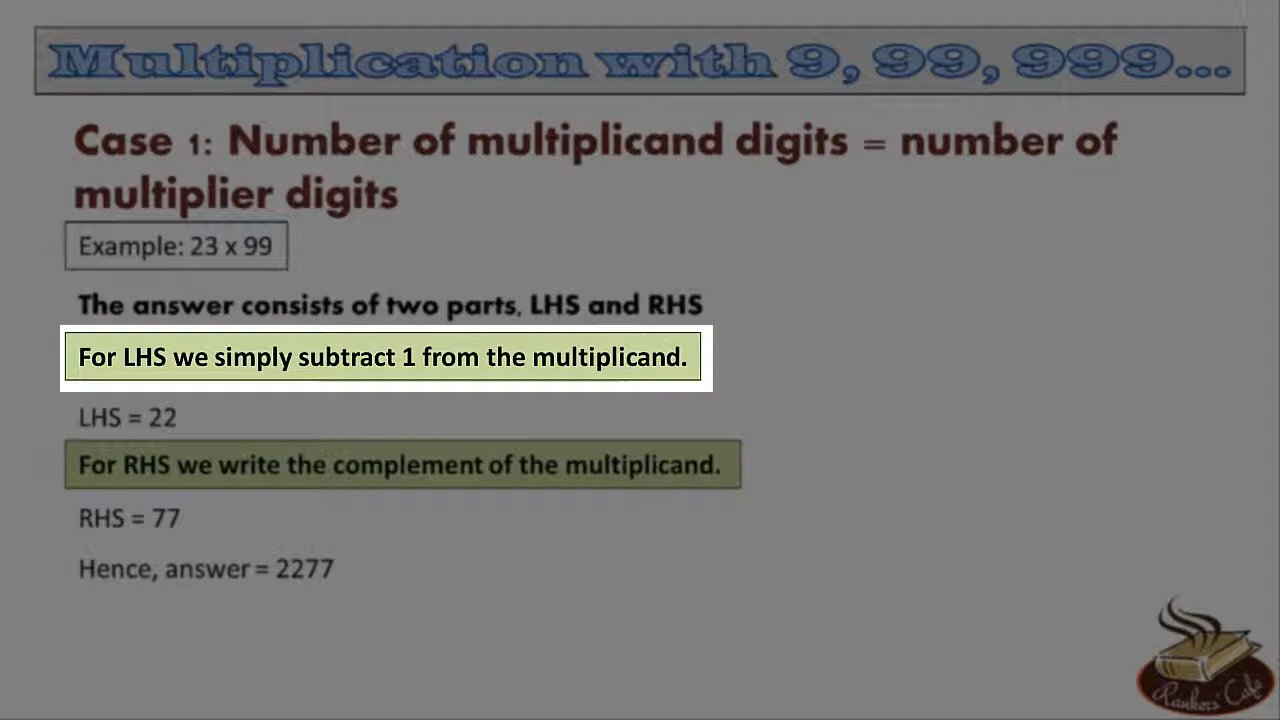 Multiplication with 9, 99, 999...
Case 1: Number of multiplicand digits = number of
multiplier digits
Example: 23 x 99
The answer consists of two parts, LHS and RHS
For LHS we simply subtract 1 from the multiplicand.
LHS = 22
For RHS we write the complement of the multiplicand.
RHS = 77
Hence, answer = 2277
Rankers' Cafe